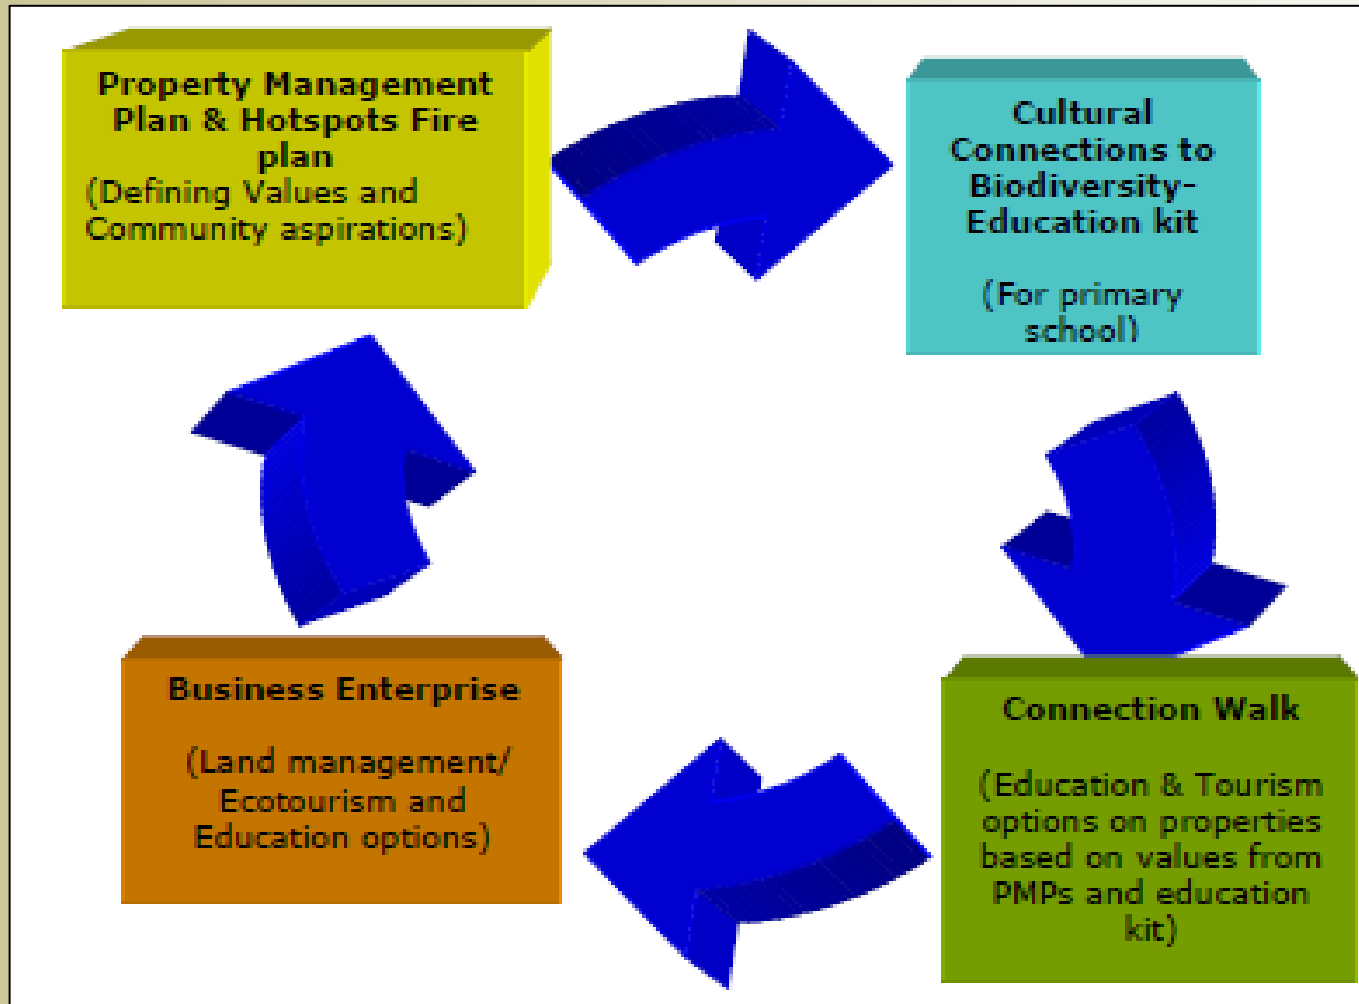 Property Management
Plan & Hotspots Fire
plan
(Defining Values and
Community aspirations)
Cultural
Connections to
Biodiversity-
Education kit
(For primary
school)
Connection Walk
(Education & Tourism
options on properties
based on values from
PMPs and education
kit)
Business Enterprise
(Land management/
Ecotourism and
Education options)